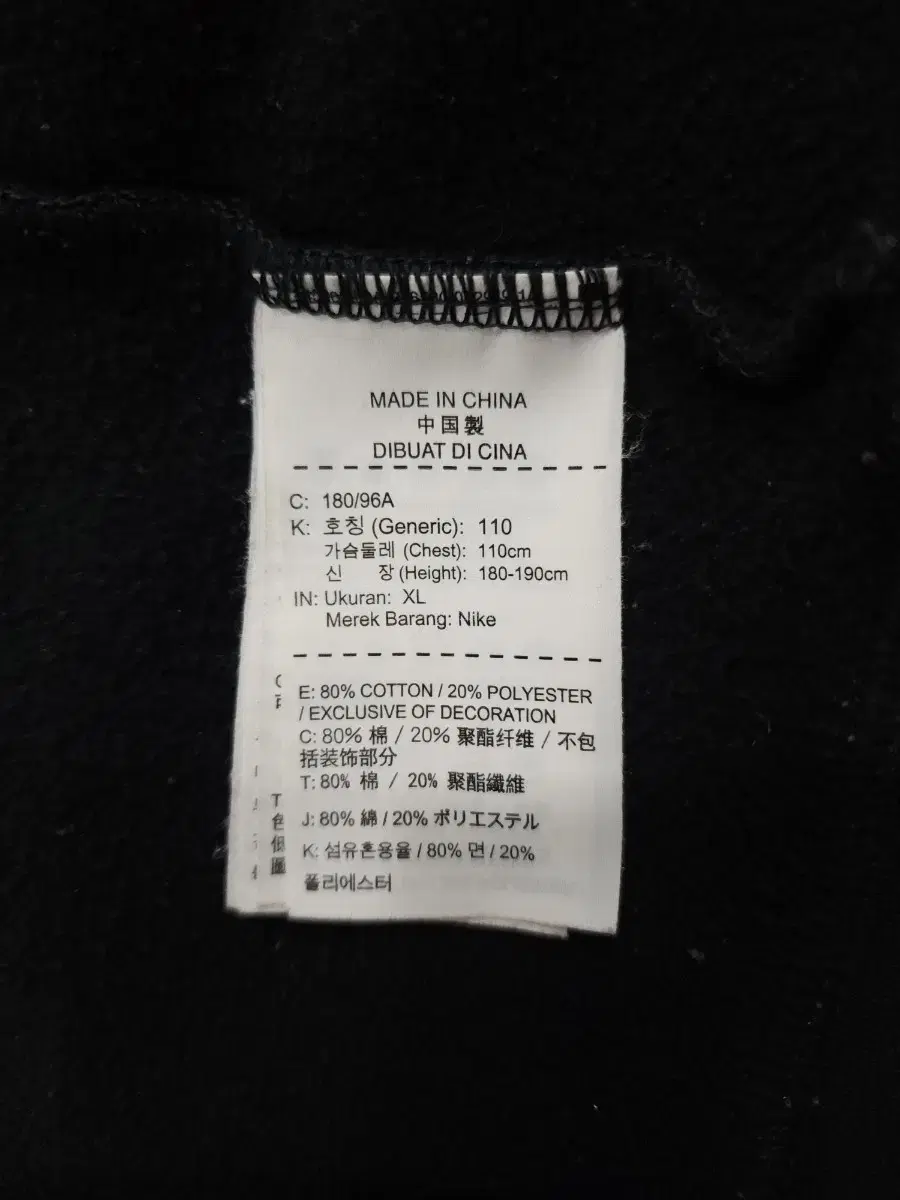 MADE IN CHINA
中国製
DIBUAT DI CINA
C: 180/96A
K: 호칭 (Generic): 110
가슴둘레 (Chest): 110cm
신 장 (Height): 180-190cm
IN: Ukuran: XL
Merek Barang: Nike
E: 80% COTTON / 20% POLYESTER
/ EXCLUSIVE OF DECORATION
C: 80% 棉 / 20% 聚酯纤维 / 不包
括装饰部分
T: 80% 棉 / 20% 聚酯纖維
J: 80% 綿 / 20% ポリエステル
K: 섬유혼용율 / 80% 면 / 20%
폴리에스터